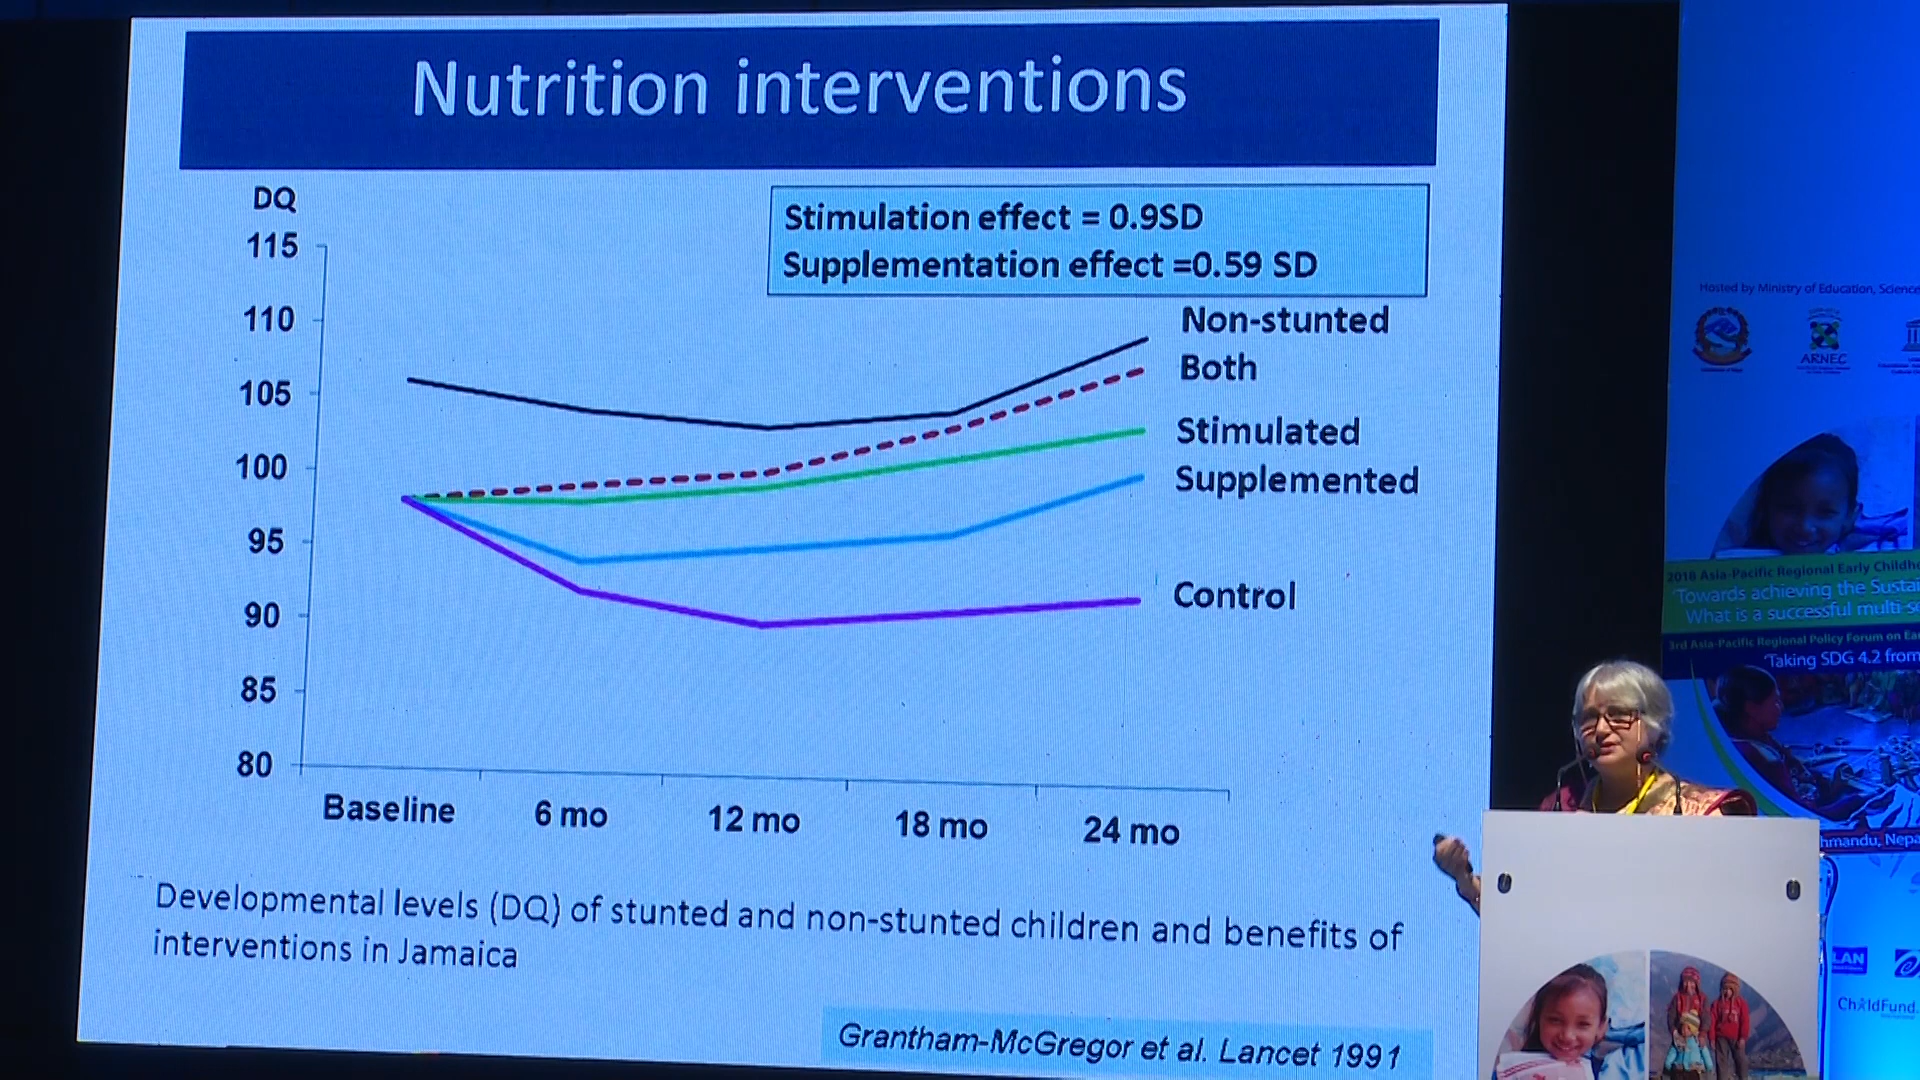 Nutrition interventions
DQ
115
110
105
100
95
90
85
80
Stimulation effect = 0.9SD
Supplementation effect =0.59 SD
Non-stunted
Both
Stimulated
Supplemented
Control
Baseline 6 mo 12 mo 18 mo 24 mo
Developmental levels (DQ) of stunted and non-stunted children and benefits of
interventions in Jamaica
Grantham-McGregor et al. Lancet 1991
Hosted by Ministry of Education, Science
ARNEC
2018 Asia-Pacific Regional Early Childho
'Towards achieving the Sustai
What is a successful multi-se
3rd Asia-Pacific Regional Policy Forum on Ea
'Taking SDG 4.2 from
hmandu, Nepa
LAN
ChildFund